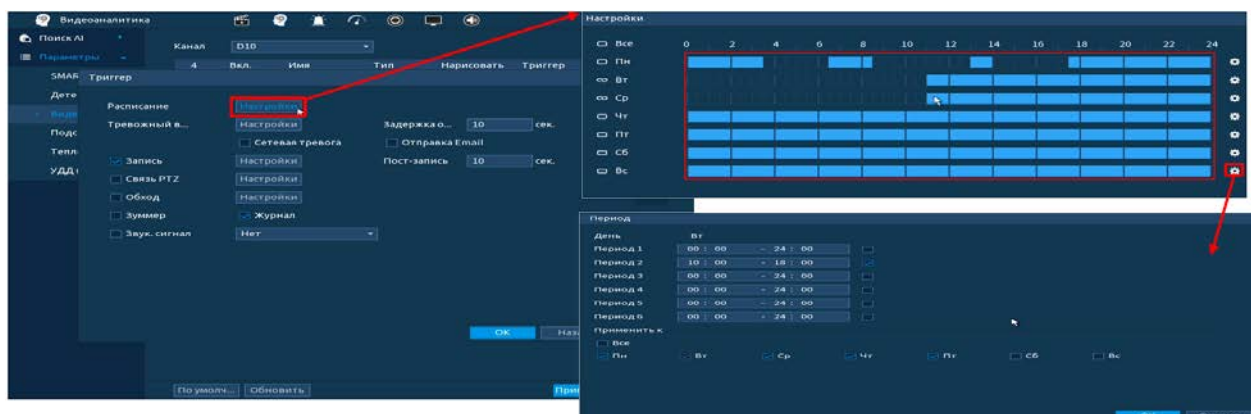 Видеоаналитика
Поиск AI
Параметры
Канал D10
4 Вкл. Имя Тип Нарисовать Триггер
SMAR
Дете
Виде
Подс
Тепл
УДД
Триггер
Расписание Настройки
Тревожный в... Настройки Задержка о... 10 сек.
Сетевая тревога Отправка Email
Запись Настройки Пост-запись 10 сек.
Связь PTZ Настройки
Обход Настройки
Зуммер Журнал
Звук. сигнал Нет
OK Наза
По умолч... Обновить Прим
Настройки
Все 0 2 4 6 8 10 12 14 16 18 20 22 24
Пн
Вт
Ср
Чт
Пт
Сб
Вс
Период
День Вт
Период 1 00 : 00 - 24 : 00
Период 2 10 : 00 - 18 : 00
Период 3 00 : 00 - 24 : 00
Период 4 00 : 00 - 24 : 00
Период 5 00 : 00 - 24 : 00
Период 6 00 : 00 - 24 : 00
Применить к
Все
Пн Вт Ср Чт Пт Сб Вс